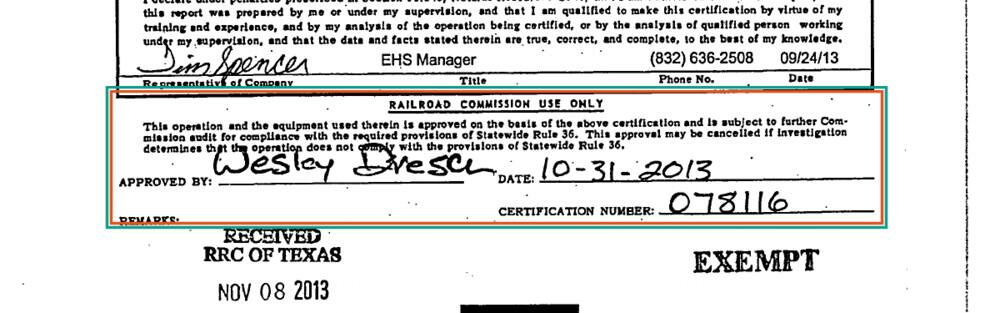 this report was prepared by me or under my supervision, and that I am qualified to make this certification by virtue of my
training and experience, and by my analysis of the operation being certified, or by the analysis of qualified person working
under my supervision, and that the data and facts stated therein are true, correct, and complete, to the best of my knowledge.
Jim Spencer EHS Manager (832) 636-2508 09/24/13
Representative of Company Title Phone No. Date
RAILROAD COMMISSION USE ONLY
This operation and the equipment used therein is approved on the basis of the above certification and is subject to further Com-
mission audit for compliance with the required provisions of Statewide Rule 36. This approval may be cancelled if investigation
determines that the operation does not comply with the provisions of Statewide Rule 36.
APPROVED BY: Wesley Dresch DATE: 10-31-2013
CERTIFICATION NUMBER: 078116
REMARKS:
RECEIVED
RRC OF TEXAS
EXEMPT
NOV 08 2013